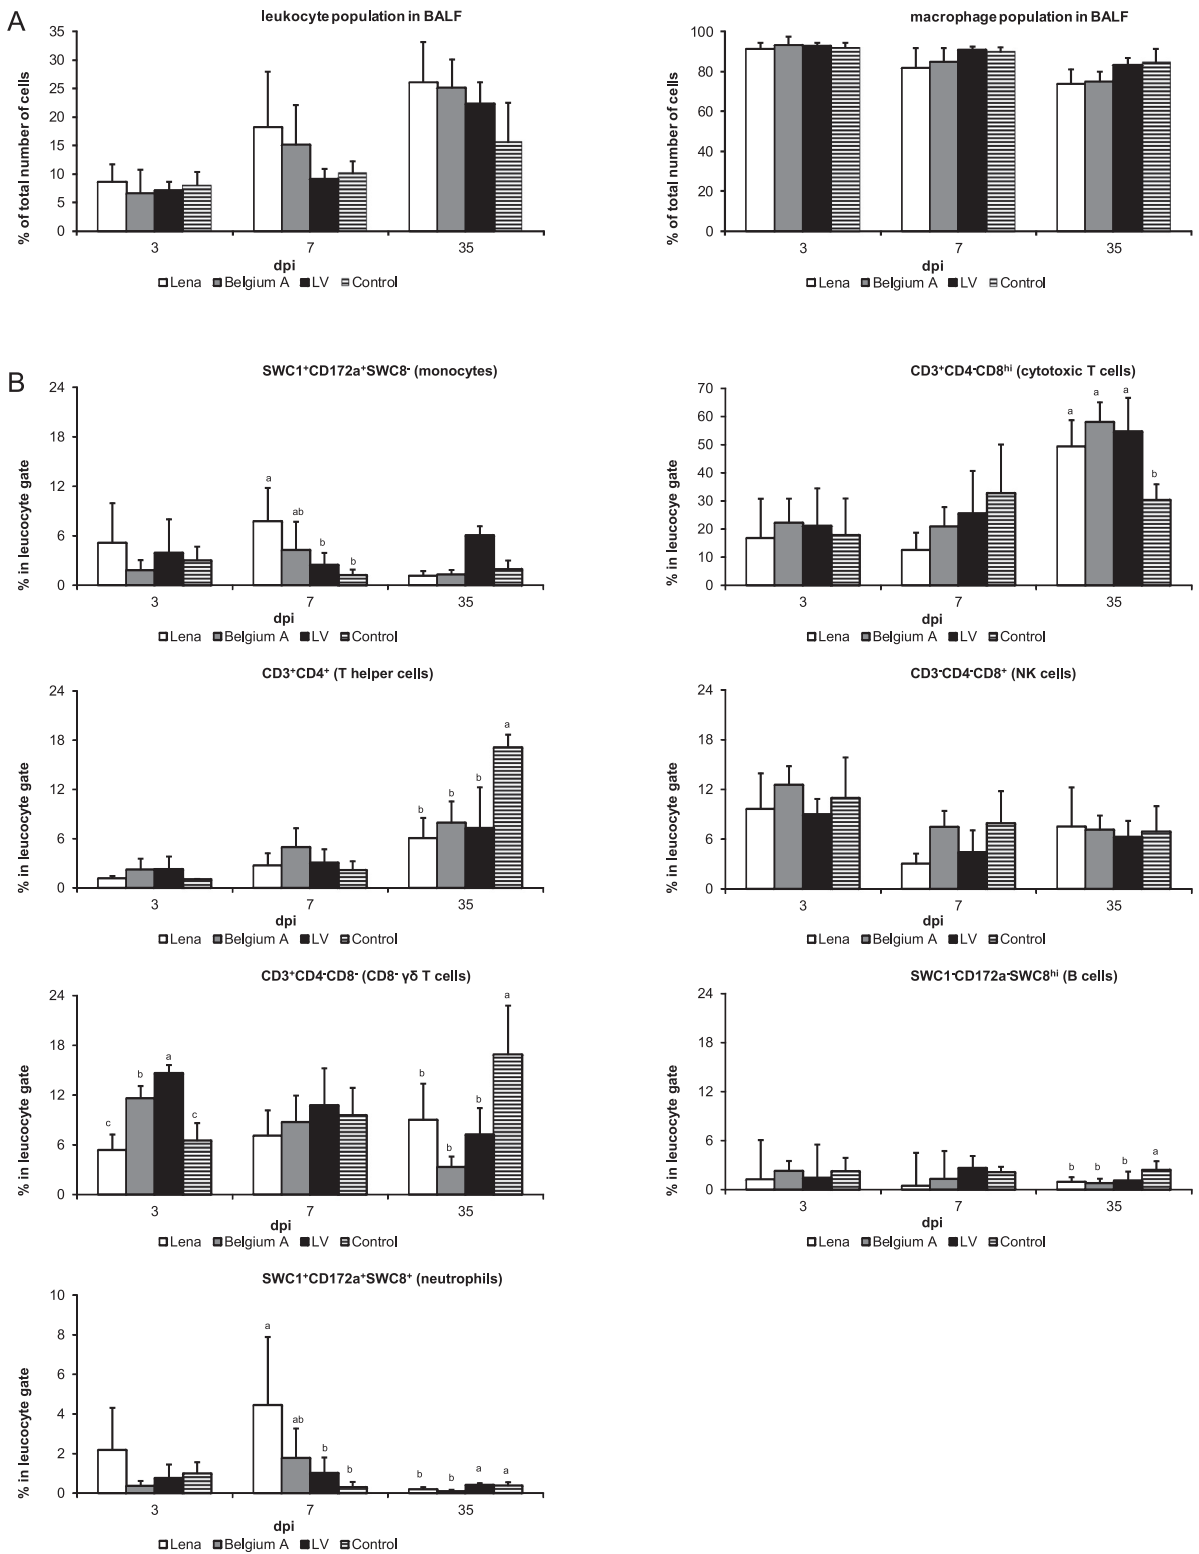 A
leukocyte population in BALF
% of total number of cells
35
30
25
20
15
10
5
0
3 7 35
dpi
Lena Belgium A LV Control
macrophage population in BALF
% of total number of cells
100
80
60
40
20
0
3 7 35
dpi
Lena Belgium A LV Control
B
SWC1⁺CD172a⁺SWC8⁻ (monocytes)
% in leucocyte gate
24
18
12
6
0
a ab b b
3 7 35
dpi
Lena Belgium A LV Control
CD3⁺CD4⁻CD8ʰⁱ (cytotoxic T cells)
% in leucocye gate
70
60
50
40
30
20
10
0
a a a b
3 7 35
dpi
Lena Belgium A LV Control
CD3⁺CD4⁺ (T helper cells)
% in leucocyte gate
24
18
12
6
0
b b b a
3 7 35
dpi
Lena Belgium A LV Control
CD3⁻CD4⁻CD8⁺ (NK cells)
% in leucocyte gate
24
18
12
6
0
3 7 35
dpi
Lena Belgium A LV Control
CD3⁺CD4⁻CD8⁻ (CD8⁻ γδ T cells)
% in leucocyte gate
24
18
12
6
0
c b a c b b b a
3 7 35
dpi
Lena Belgium A LV Control
SWC1⁻CD172a⁻SWC8ʰⁱ (B cells)
% in leucocyte gate
24
18
12
6
0
b b b a
3 7 35
dpi
Lena Belgium A LV Control
SWC1⁺CD172a⁺SWC8⁺ (neutrophils)
% in leucocyte gate
10
8
6
4
2
0
a ab b b b b a a
3 7 35
dpi
Lena Belgium A LV Control